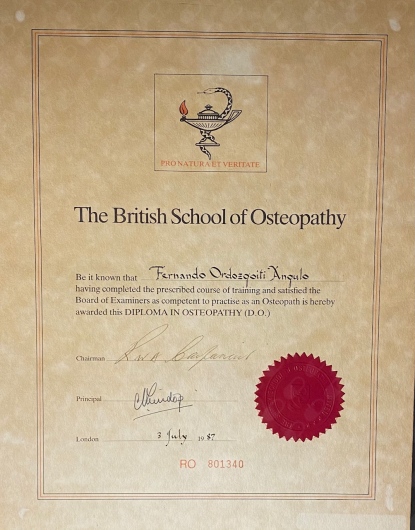 PRO NATURA ET VERITATE
The British School of Osteopathy
Be it known that Fernando Ordozgoiti Angulo
having completed the prescribed course of training and satisfied the
Board of Examiners as competent to practise as an Osteopath is hereby
awarded this DIPLOMA IN OSTEOPATHY (D.O.)
Chairman
Principal
London 3 July 1987
RO 801340